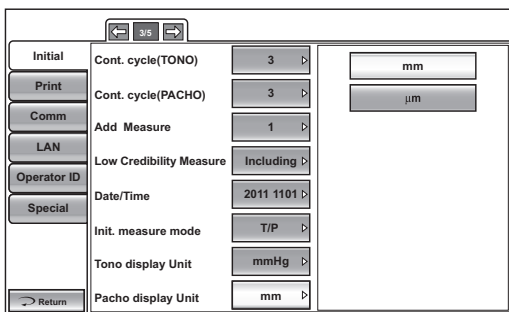 3/5
Initial
Print
Comm
LAN
Operator ID
Special
Return
Cont. cycle(TONO) 3
Cont. cycle(PACHO) 3
Add Measure 1
Low Credibility Measure Including
Date/Time 2011 1101
Init. measure mode T/P
Tono display Unit mmHg
Pacho display Unit mm
mm
μm